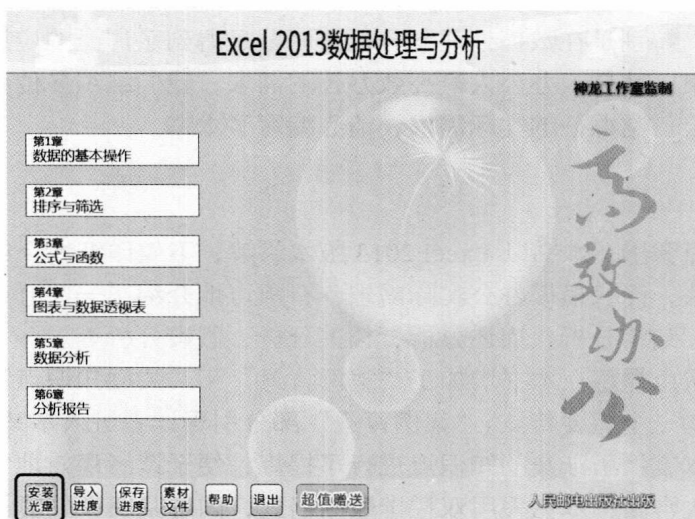 Excel 2013数据处理与分析
神龙工作室监制
第1章
数据的基本操作
第2章
排序与筛选
第3章
公式与函数
第4章
图表与数据透视表
第5章
数据分析
第6章
分析报告
高效办公
安装
光盘
导入
进度
保存
进度
素材
文件
帮助
退出
超值赠送
人民邮电出版社出版